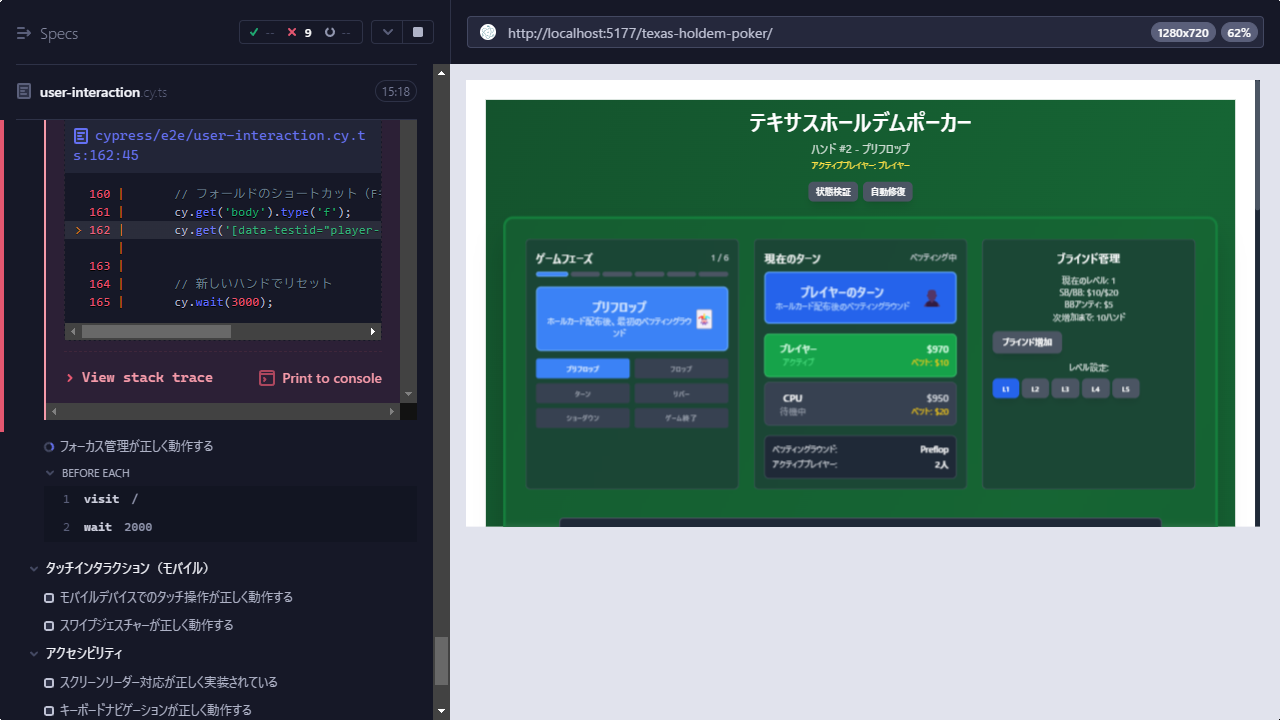 Specs
-- 9 --
user-interaction.cy.ts
15:18
cypress/e2e/user-interaction.cy.t
s:162:45
160 | // フォールドのショートカット（Fキ
161 | cy.get('body').type('f');
> 162 | cy.get('[data-testid="player-
|
163 |
164 | // 新しいハンドでリセット
165 | cy.wait(3000);
> View stack trace
Print to console
フォーカス管理が正しく動作する
BEFORE EACH
1 visit /
2 wait 2000
タッチインタラクション（モバイル）
モバイルデバイスでのタッチ操作が正しく動作する
スワイプジェスチャーが正しく動作する
アクセシビリティ
スクリーンリーダー対応が正しく実装されている
キーボードナビゲーションが正しく動作する
http://localhost:5177/texas-holdem-poker/
1280x720
62%
テキサスホールデムポーカー
ハンド #2 - プリフロップ
アクティブプレイヤー: プレイヤー
状態検証
自動修復
ゲームフェーズ
1 / 6
プリフロップ
ホールカード配布後、最初のベッティングラウ
ンド
プリフロップ
フロップ
ターン
リバー
ショーダウン
ゲーム終了
現在のターン
ベッティング中
プレイヤーのターン
ホールカード配布後のベッティングラウンド
プレイヤー
$970
アクティブ
ベット: $10
CPU
$950
待機中
ベット: $20
ベッティングラウンド:
Preflop
アクティブプレイヤー:
2人
ブラインド管理
現在のレベル: 1
SB/BB: $10/$20
BBアンティ: $5
次増加まで: 10ハンド
ブラインド増加
レベル設定:
L1
L2
L3
L4
L5